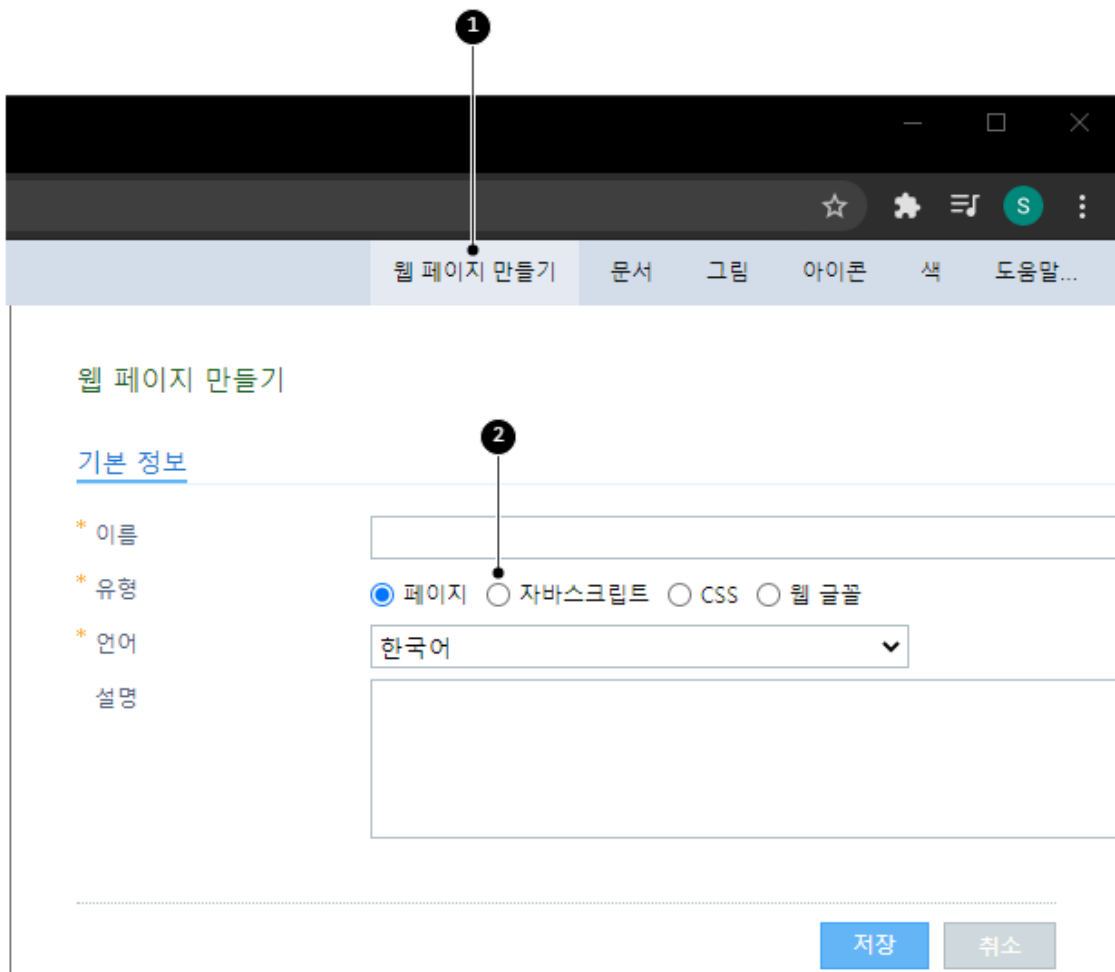 1
S
웹 페이지 만들기 문서 그림 아이콘 색 도움말...
웹 페이지 만들기
2
기본 정보
* 이름
* 유형 페이지 자바스크립트 CSS 웹 글꼴
* 언어 한국어
설명
저장 취소